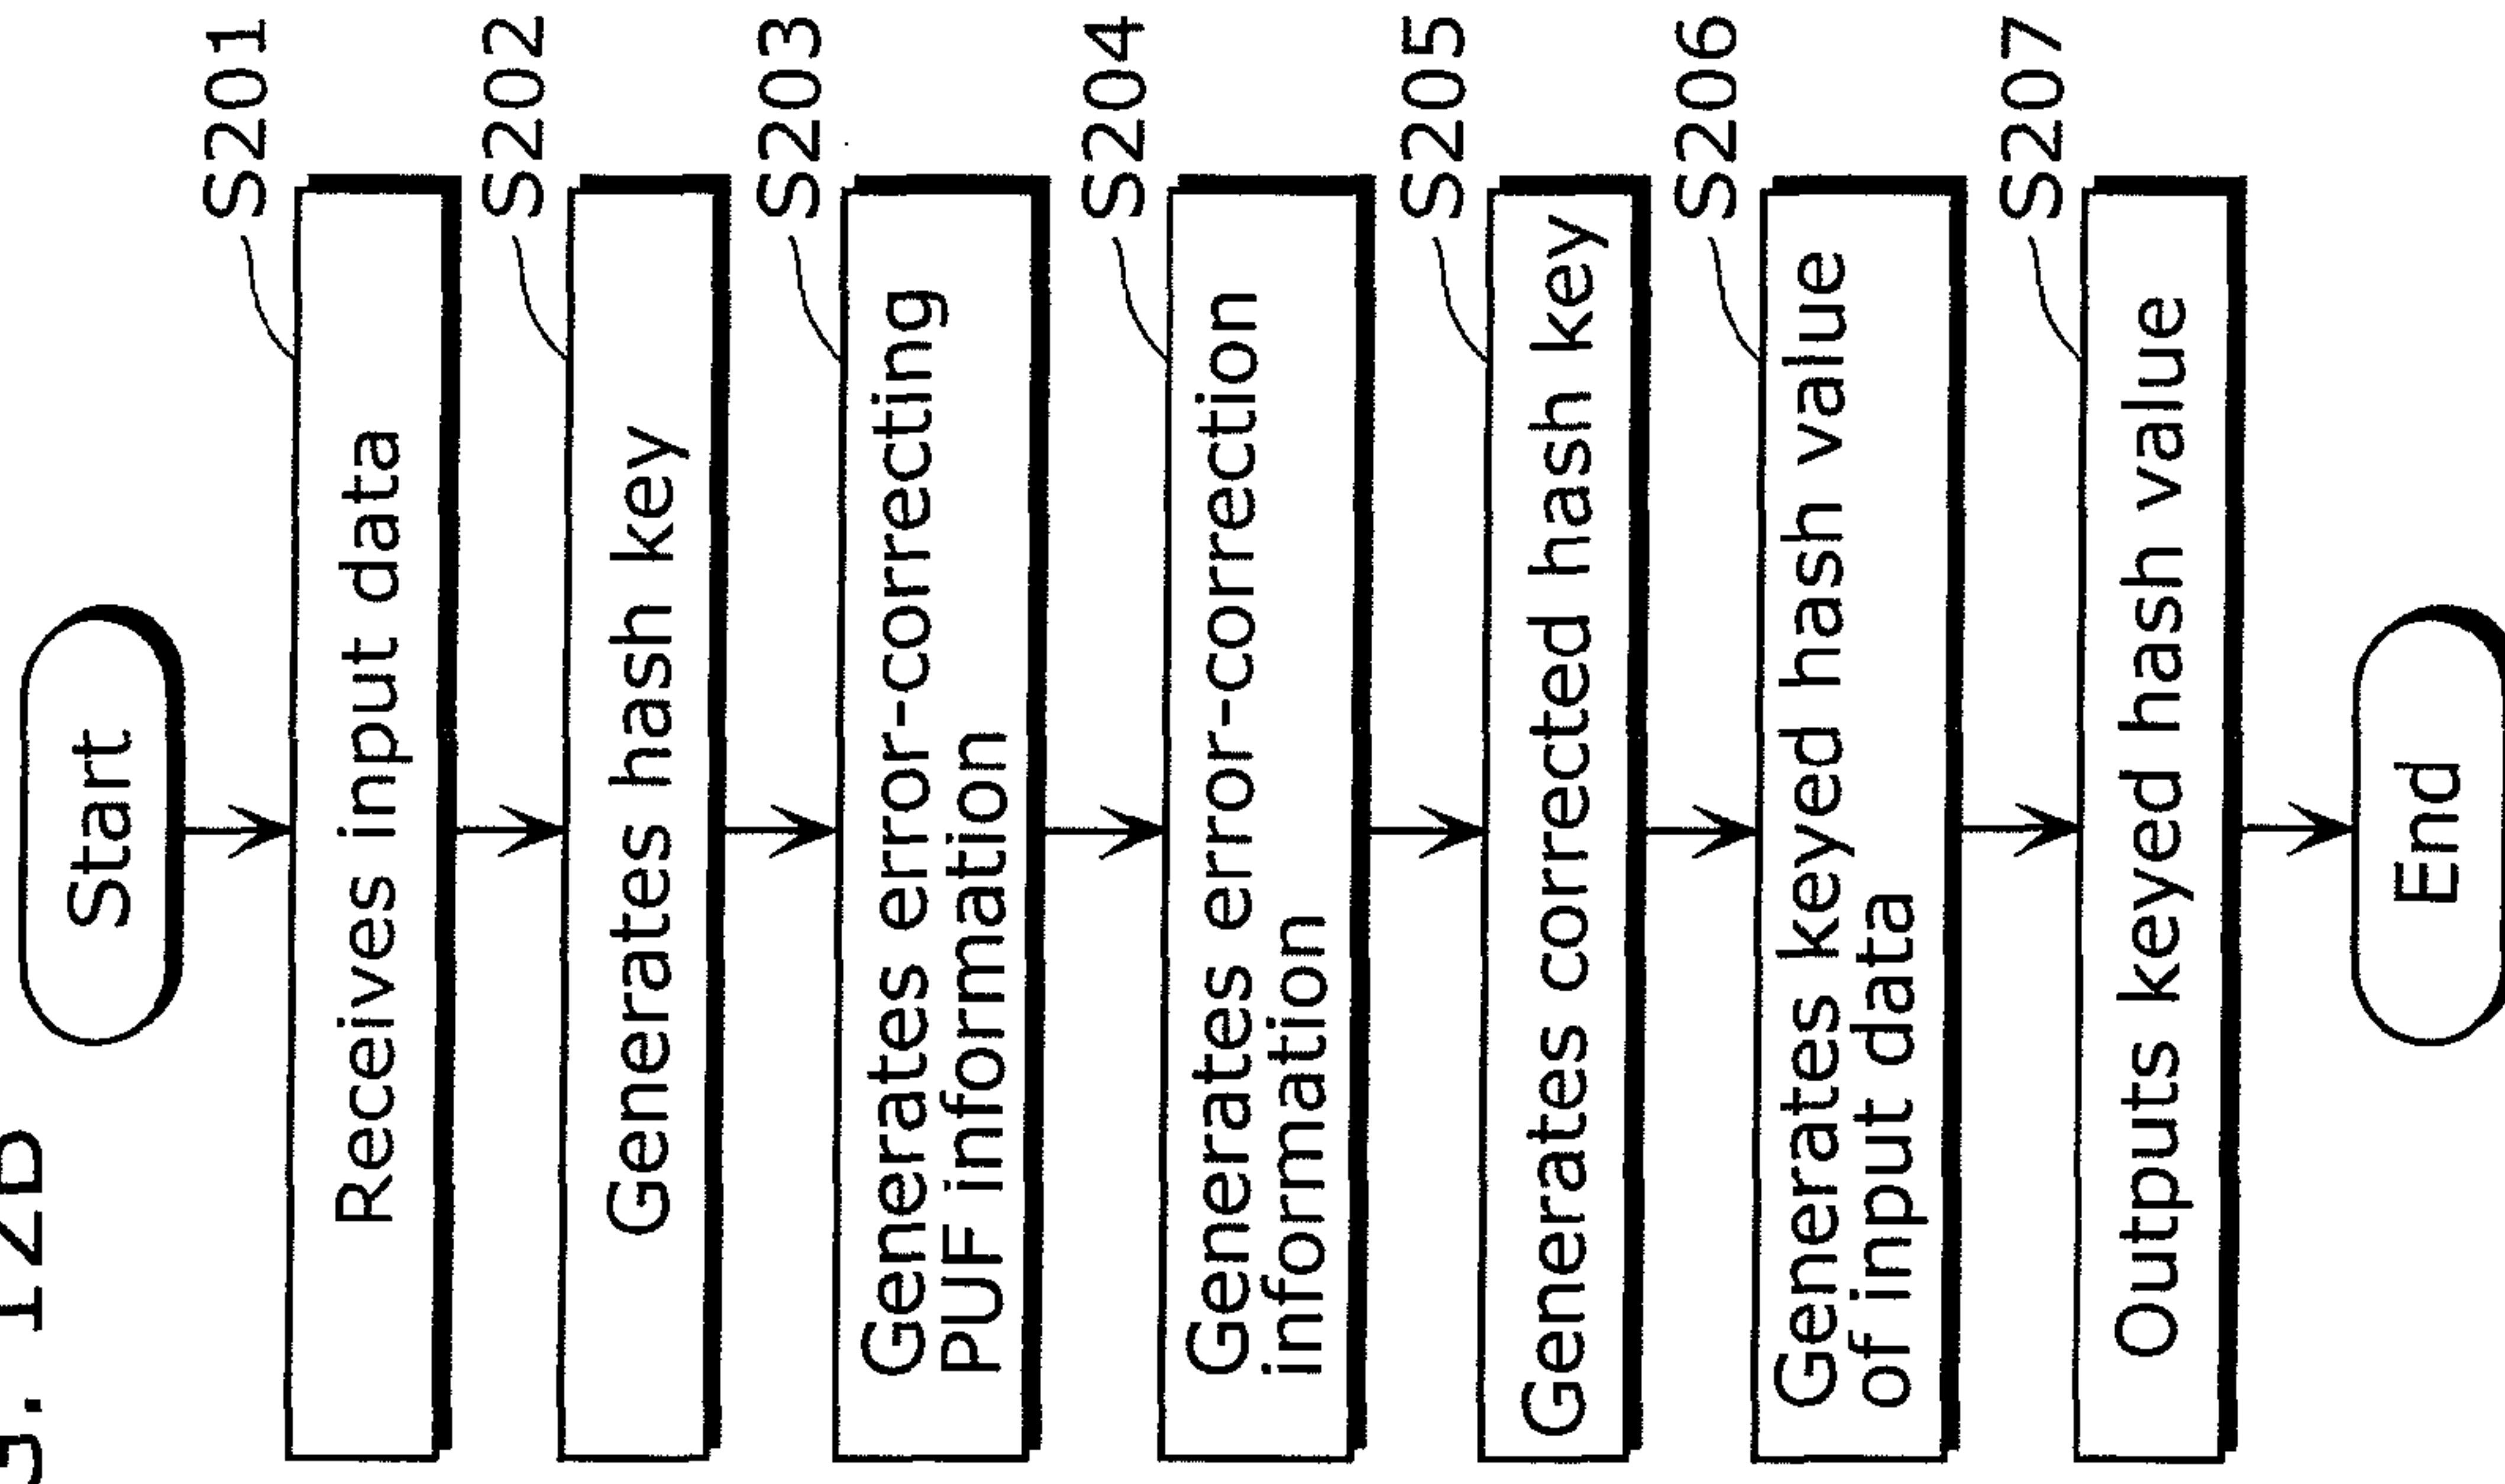 Start
S201
Receives input data
S202
Generates hash key
S203
Generates error-correcting
PUF information
S204
Generates error-correction
information
S205
Generates corrected hash key
S206
Generates keyed hash value
of input data
S207
Outputs keyed hash value
End